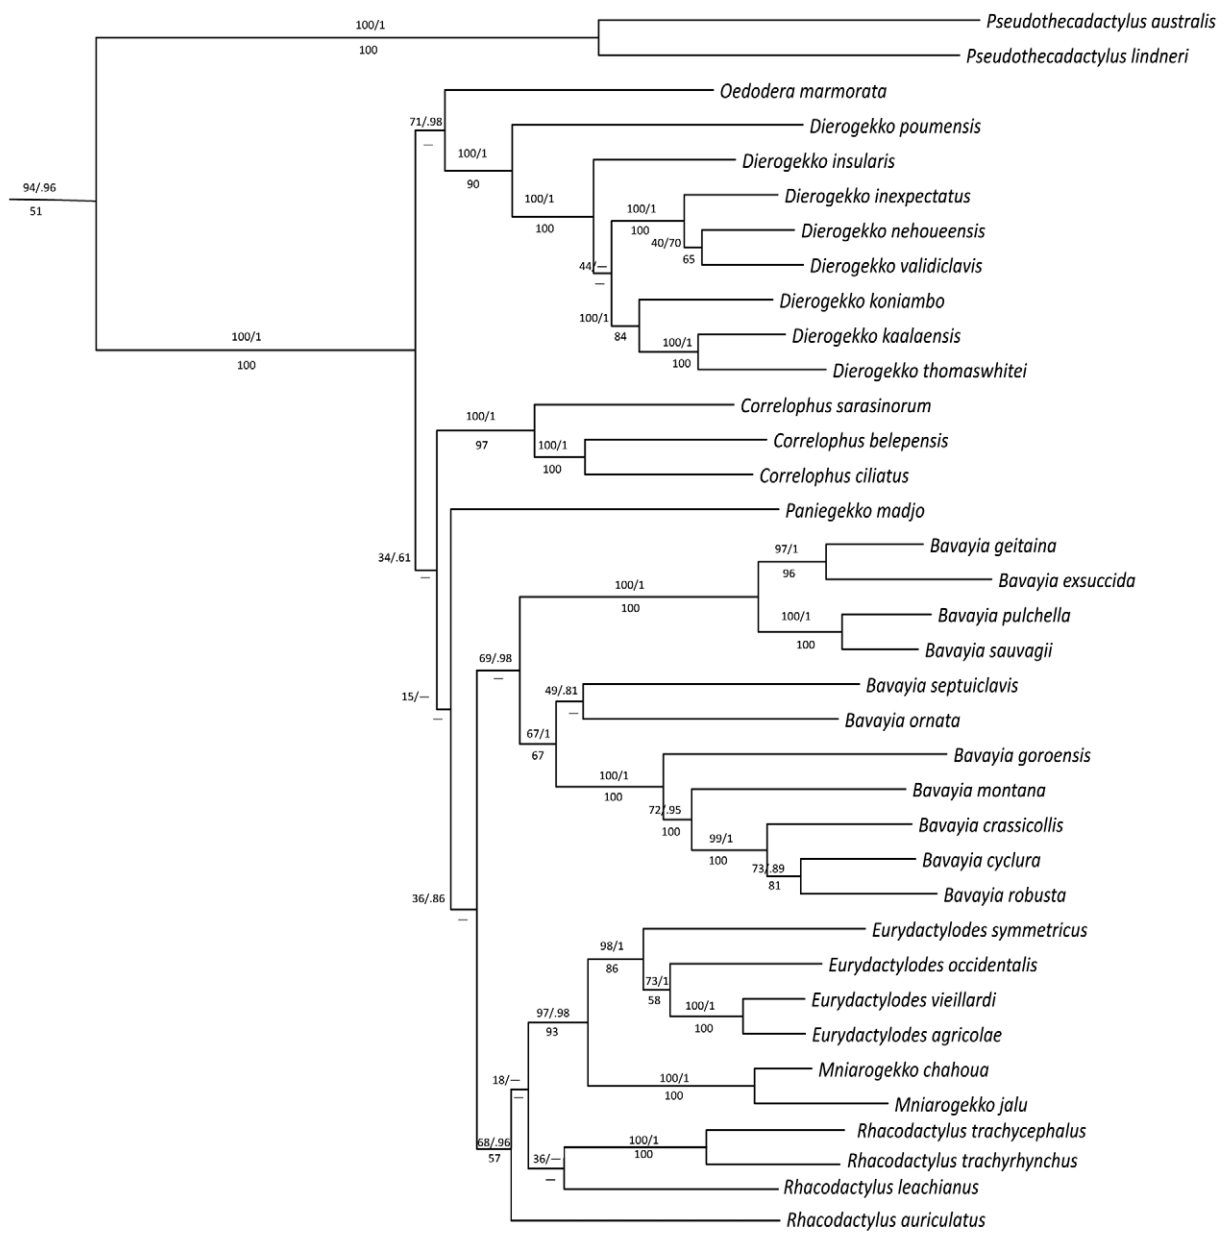 100/1
100
Pseudothecadactylus australis
Pseudothecadactylus lindneri
Oedodera marmorata
71/.98
—
Dierogekko poumensis
100/1
90
Dierogekko insularis
94/.96
51
100/1
100
Dierogekko inexpectatus
100/1
100
Dierogekko nehoueensis
40/70
65
Dierogekko validiclavis
44/—
—
Dierogekko koniambo
100/1
84
Dierogekko kaalaensis
100/1
100
Dierogekko thomaswhitei
100/1
100
Correlophus sarasinorum
100/1
97
Correlophus belepensis
100/1
100
Correlophus ciliatus
Paniegekko madjo
34/.61
—
Bavayia geitaina
97/1
96
Bavayia exsuccida
100/1
100
Bavayia pulchella
100/1
100
Bavayia sauvagii
69/.98
—
Bavayia septuiclavis
49/.81
—
Bavayia ornata
15/—
—
67/1
67
Bavayia goroensis
100/1
100
Bavayia montana
72/.95
100
Bavayia crassicollis
99/1
100
Bavayia cyclura
73/.89
81
Bavayia robusta
36/.86
—
Eurydactylodes symmetricus
98/1
86
Eurydactylodes occidentalis
73/1
58
Eurydactylodes vieillardi
100/1
100
Eurydactylodes agricolae
97/.98
93
Mniarogekko chahoua
100/1
100
Mniarogekko jalu
18/—
—
Rhacodactylus trachycephalus
100/1
100
Rhacodactylus trachyrhynchus
68/.96
57
36/—
—
Rhacodactylus leachianus
Rhacodactylus auriculatus